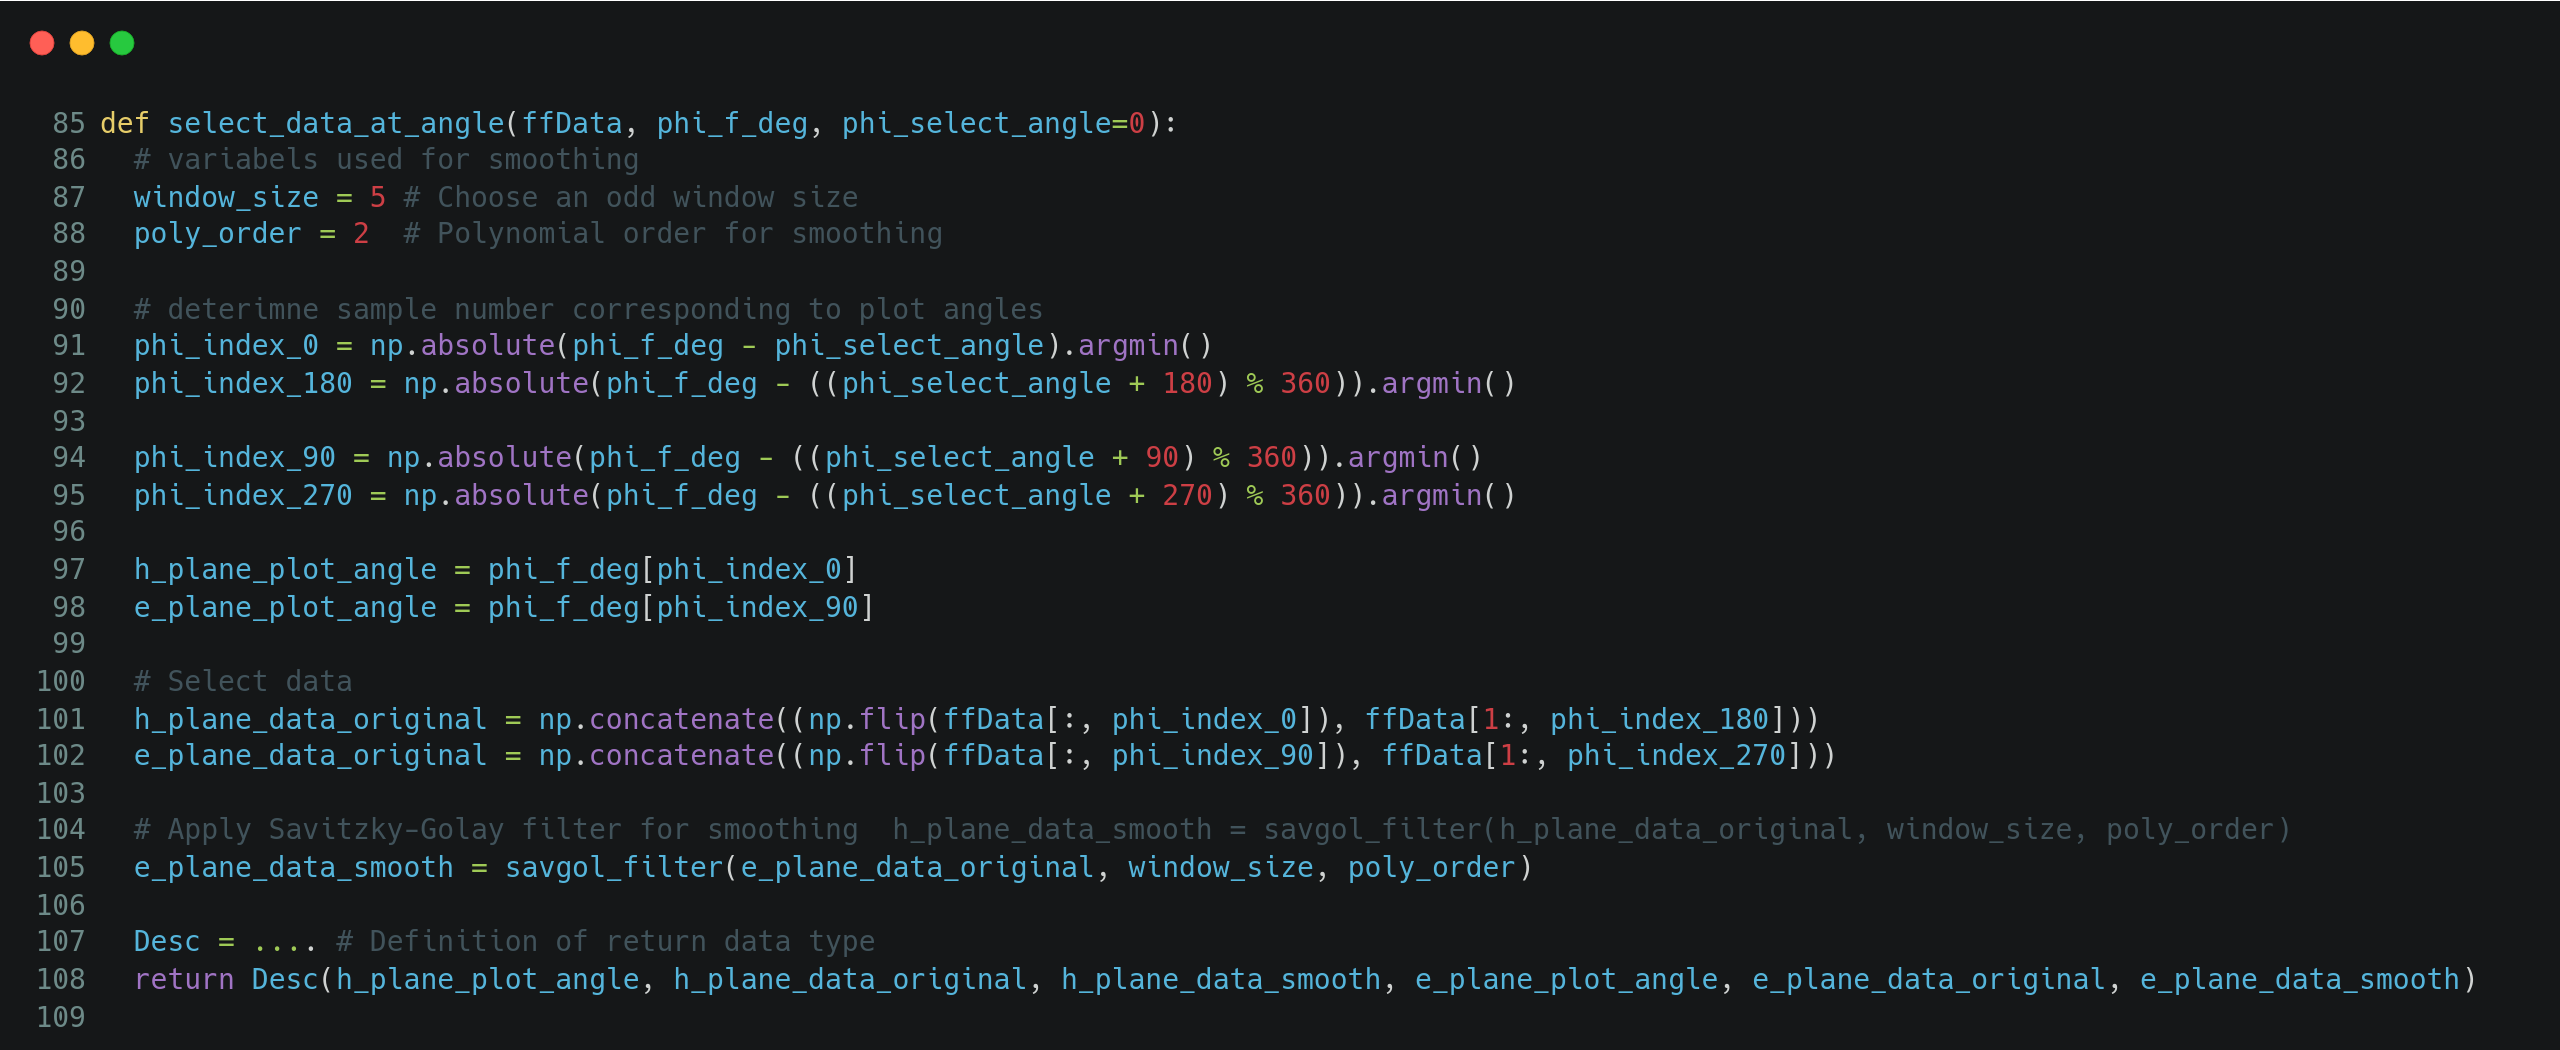 85 def select_data_at_angle(ffData, phi_f_deg, phi_select_angle=0):
86   # variabels used for smoothing
87   window_size = 5 # Choose an odd window size
88   poly_order = 2  # Polynomial order for smoothing
89
90   # deterimne sample number corresponding to plot angles
91   phi_index_0 = np.absolute(phi_f_deg - phi_select_angle).argmin()
92   phi_index_180 = np.absolute(phi_f_deg - ((phi_select_angle + 180) % 360)).argmin()
93
94   phi_index_90 = np.absolute(phi_f_deg - ((phi_select_angle + 90) % 360)).argmin()
95   phi_index_270 = np.absolute(phi_f_deg - ((phi_select_angle + 270) % 360)).argmin()
96
97   h_plane_plot_angle = phi_f_deg[phi_index_0]
98   e_plane_plot_angle = phi_f_deg[phi_index_90]
99
100   # Select data
101   h_plane_data_original = np.concatenate((np.flip(ffData[:, phi_index_0]), ffData[1:, phi_index_180]))
102   e_plane_data_original = np.concatenate((np.flip(ffData[:, phi_index_90]), ffData[1:, phi_index_270]))
103
104   # Apply Savitzky-Golay filter for smoothing  h_plane_data_smooth = savgol_filter(h_plane_data_original, window_size, poly_order)
105   e_plane_data_smooth = savgol_filter(e_plane_data_original, window_size, poly_order)
106
107   Desc = .... # Definition of return data type
108   return Desc(h_plane_plot_angle, h_plane_data_original, h_plane_data_smooth, e_plane_plot_angle, e_plane_data_original, e_plane_data_smooth)
109